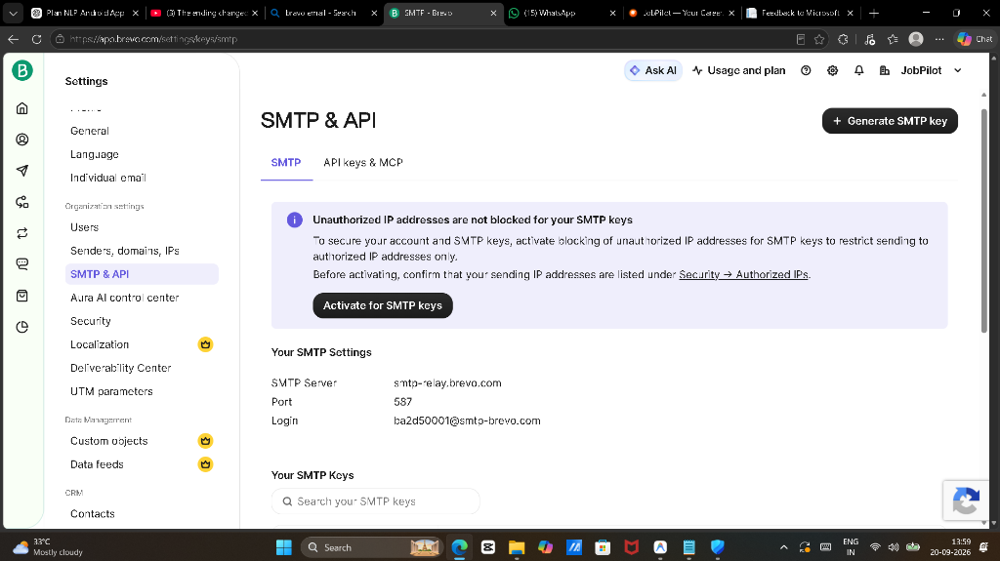 Plan NLP Android App
(3) The ending changed
bravo email - Search
SMTP - Brevo
(15) WhatsApp
JobPilot — Your Career
Feedback to Microsoft
https://app.brevo.com/settings/keys/smtp
Chat
Settings
Ask AI
Usage and plan
JobPilot
General
Language
Individual email
Organization settings
Users
Senders, domains, IPs
SMTP & API
Aura AI control center
Security
Localization
Deliverability Center
UTM parameters
Data Management
Custom objects
Data feeds
CRM
Contacts
SMTP & API
+ Generate SMTP key
SMTP
API keys & MCP
Unauthorized IP addresses are not blocked for your SMTP keys
To secure your account and SMTP keys, activate blocking of unauthorized IP addresses for SMTP keys to restrict sending to
authorized IP addresses only.
Before activating, confirm that your sending IP addresses are listed under Security → Authorized IPs.
Activate for SMTP keys
Your SMTP Settings
SMTP Server smtp-relay.brevo.com
Port 587
Login ba2d50001@smtp-brevo.com
Your SMTP Keys
Search your SMTP keys
33°C
Mostly cloudy
Search
ENG
IN
13:59
20-09-2026